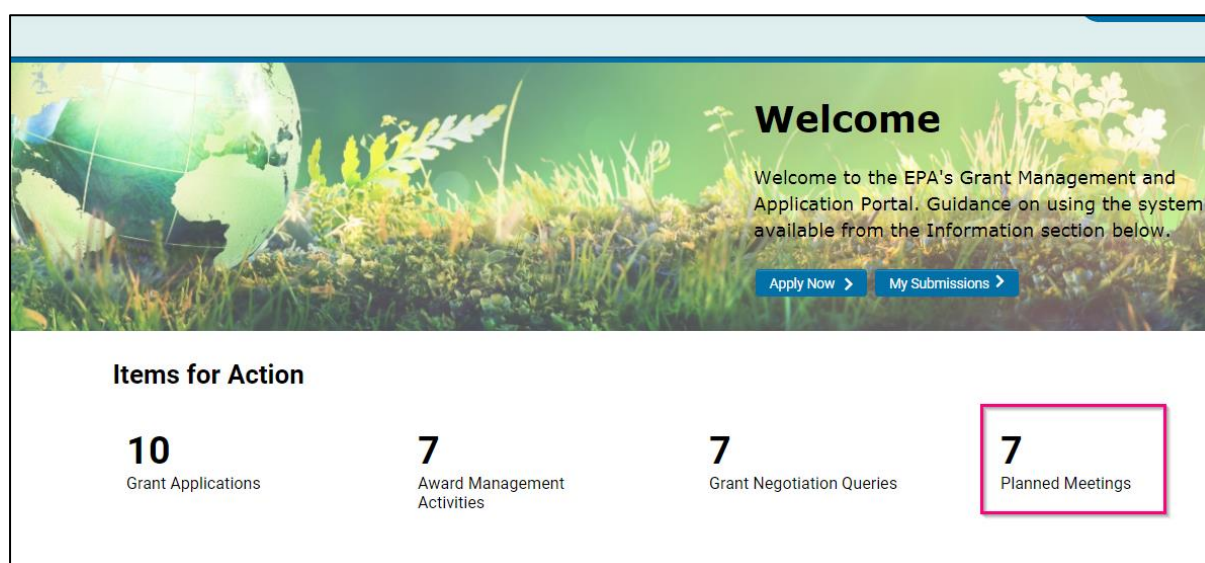 Welcome
Welcome to the EPA's Grant Management and
Application Portal. Guidance on using the system
available from the Information section below.
Apply Now
My Submissions
Items for Action
10
Grant Applications
7
Award Management
Activities
7
Grant Negotiation Queries
7
Planned Meetings